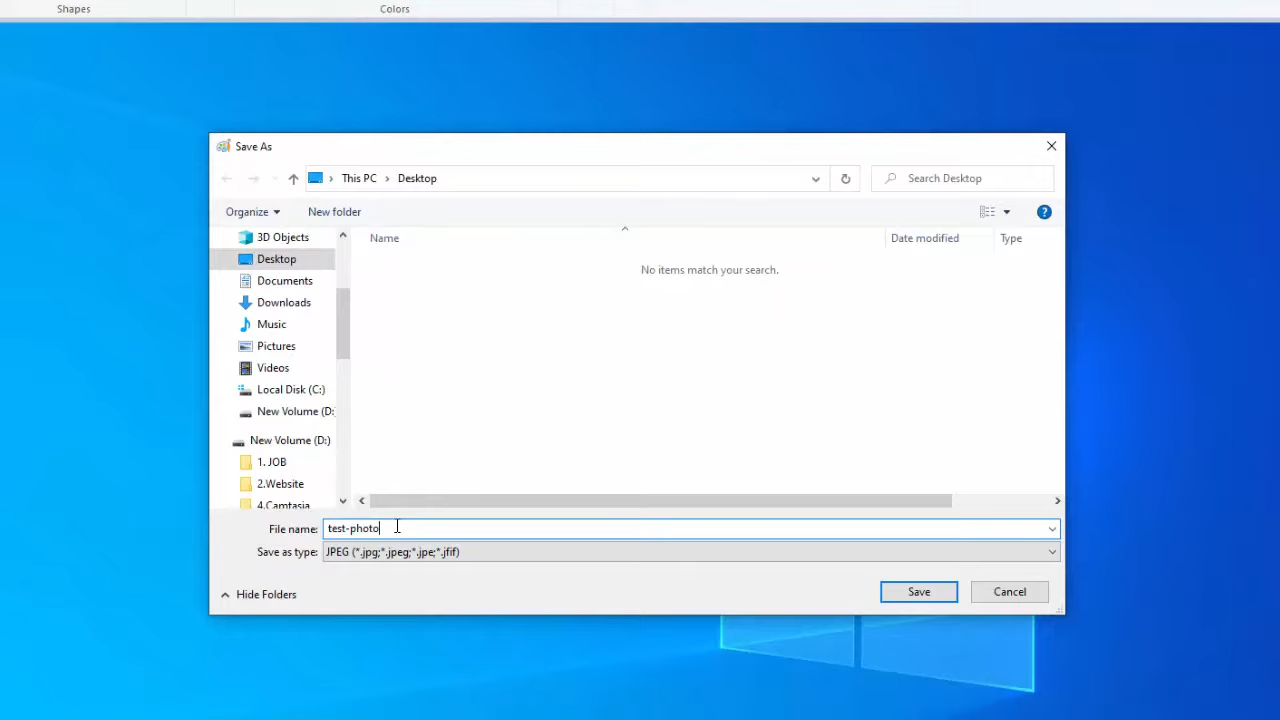 Shapes Colors
Save As
This PC › Desktop
Search Desktop
Organize New folder
3D Objects
Desktop
Documents
Downloads
Music
Pictures
Videos
Local Disk (C:)
New Volume (D:
New Volume (D:)
1. JOB
2.Website
4.Camtasia
Name Date modified Type
No items match your search.
File name: test-photo
Save as type: JPEG (*.jpg;*.jpeg;*.jpe;*.jfif)
Hide Folders Save Cancel